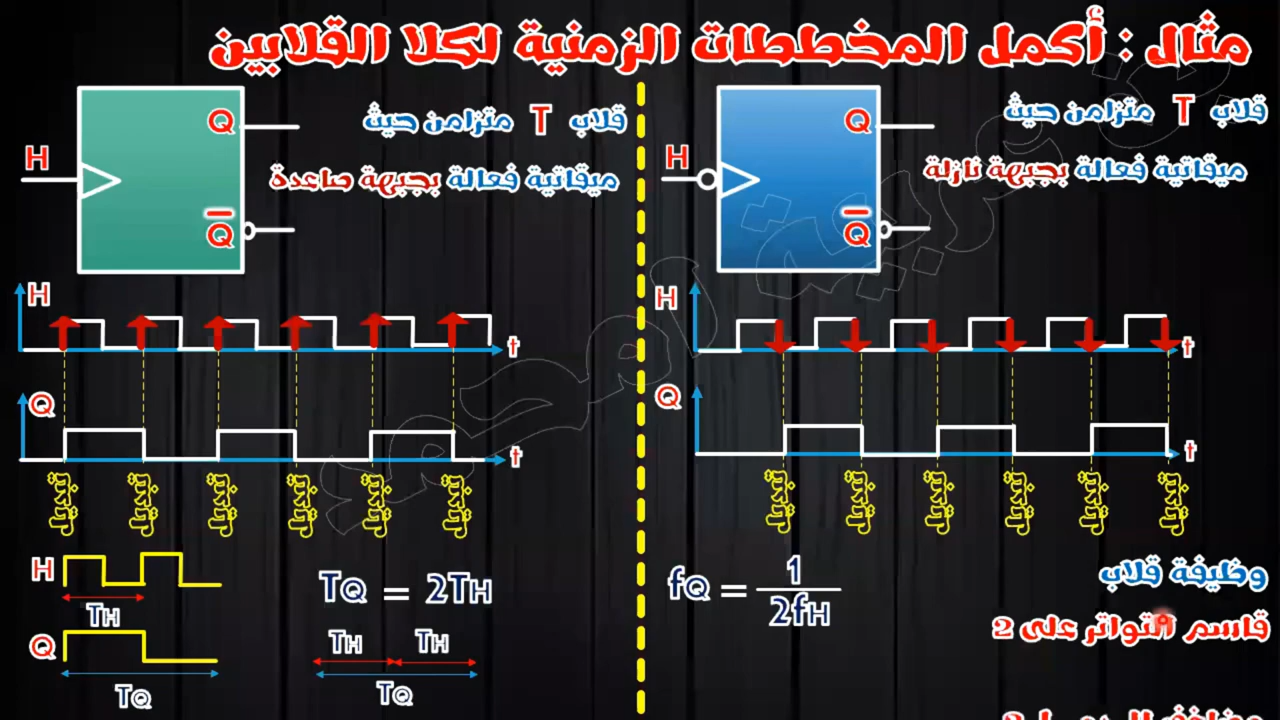 مثال : أكمل المخططات الزمنية لكلا القلابين
قلاب T متزامن حيث
ميقاتية فعالة بجبهة نازلة
H
Q
Q̅
H
t
Q
t
تبديل تبديل تبديل تبديل تبديل تبديل
fQ = 1/2fH
وظيفة قلاب
قاسم التواتر على 2
قلاب T متزامن حيث
ميقاتية فعالة بجبهة صاعدة
H
Q
Q̅
H
t
Q
t
تبديل تبديل تبديل تبديل تبديل تبديل
H
TH
Q
TQ
TQ = 2TH
TH TH
TQ